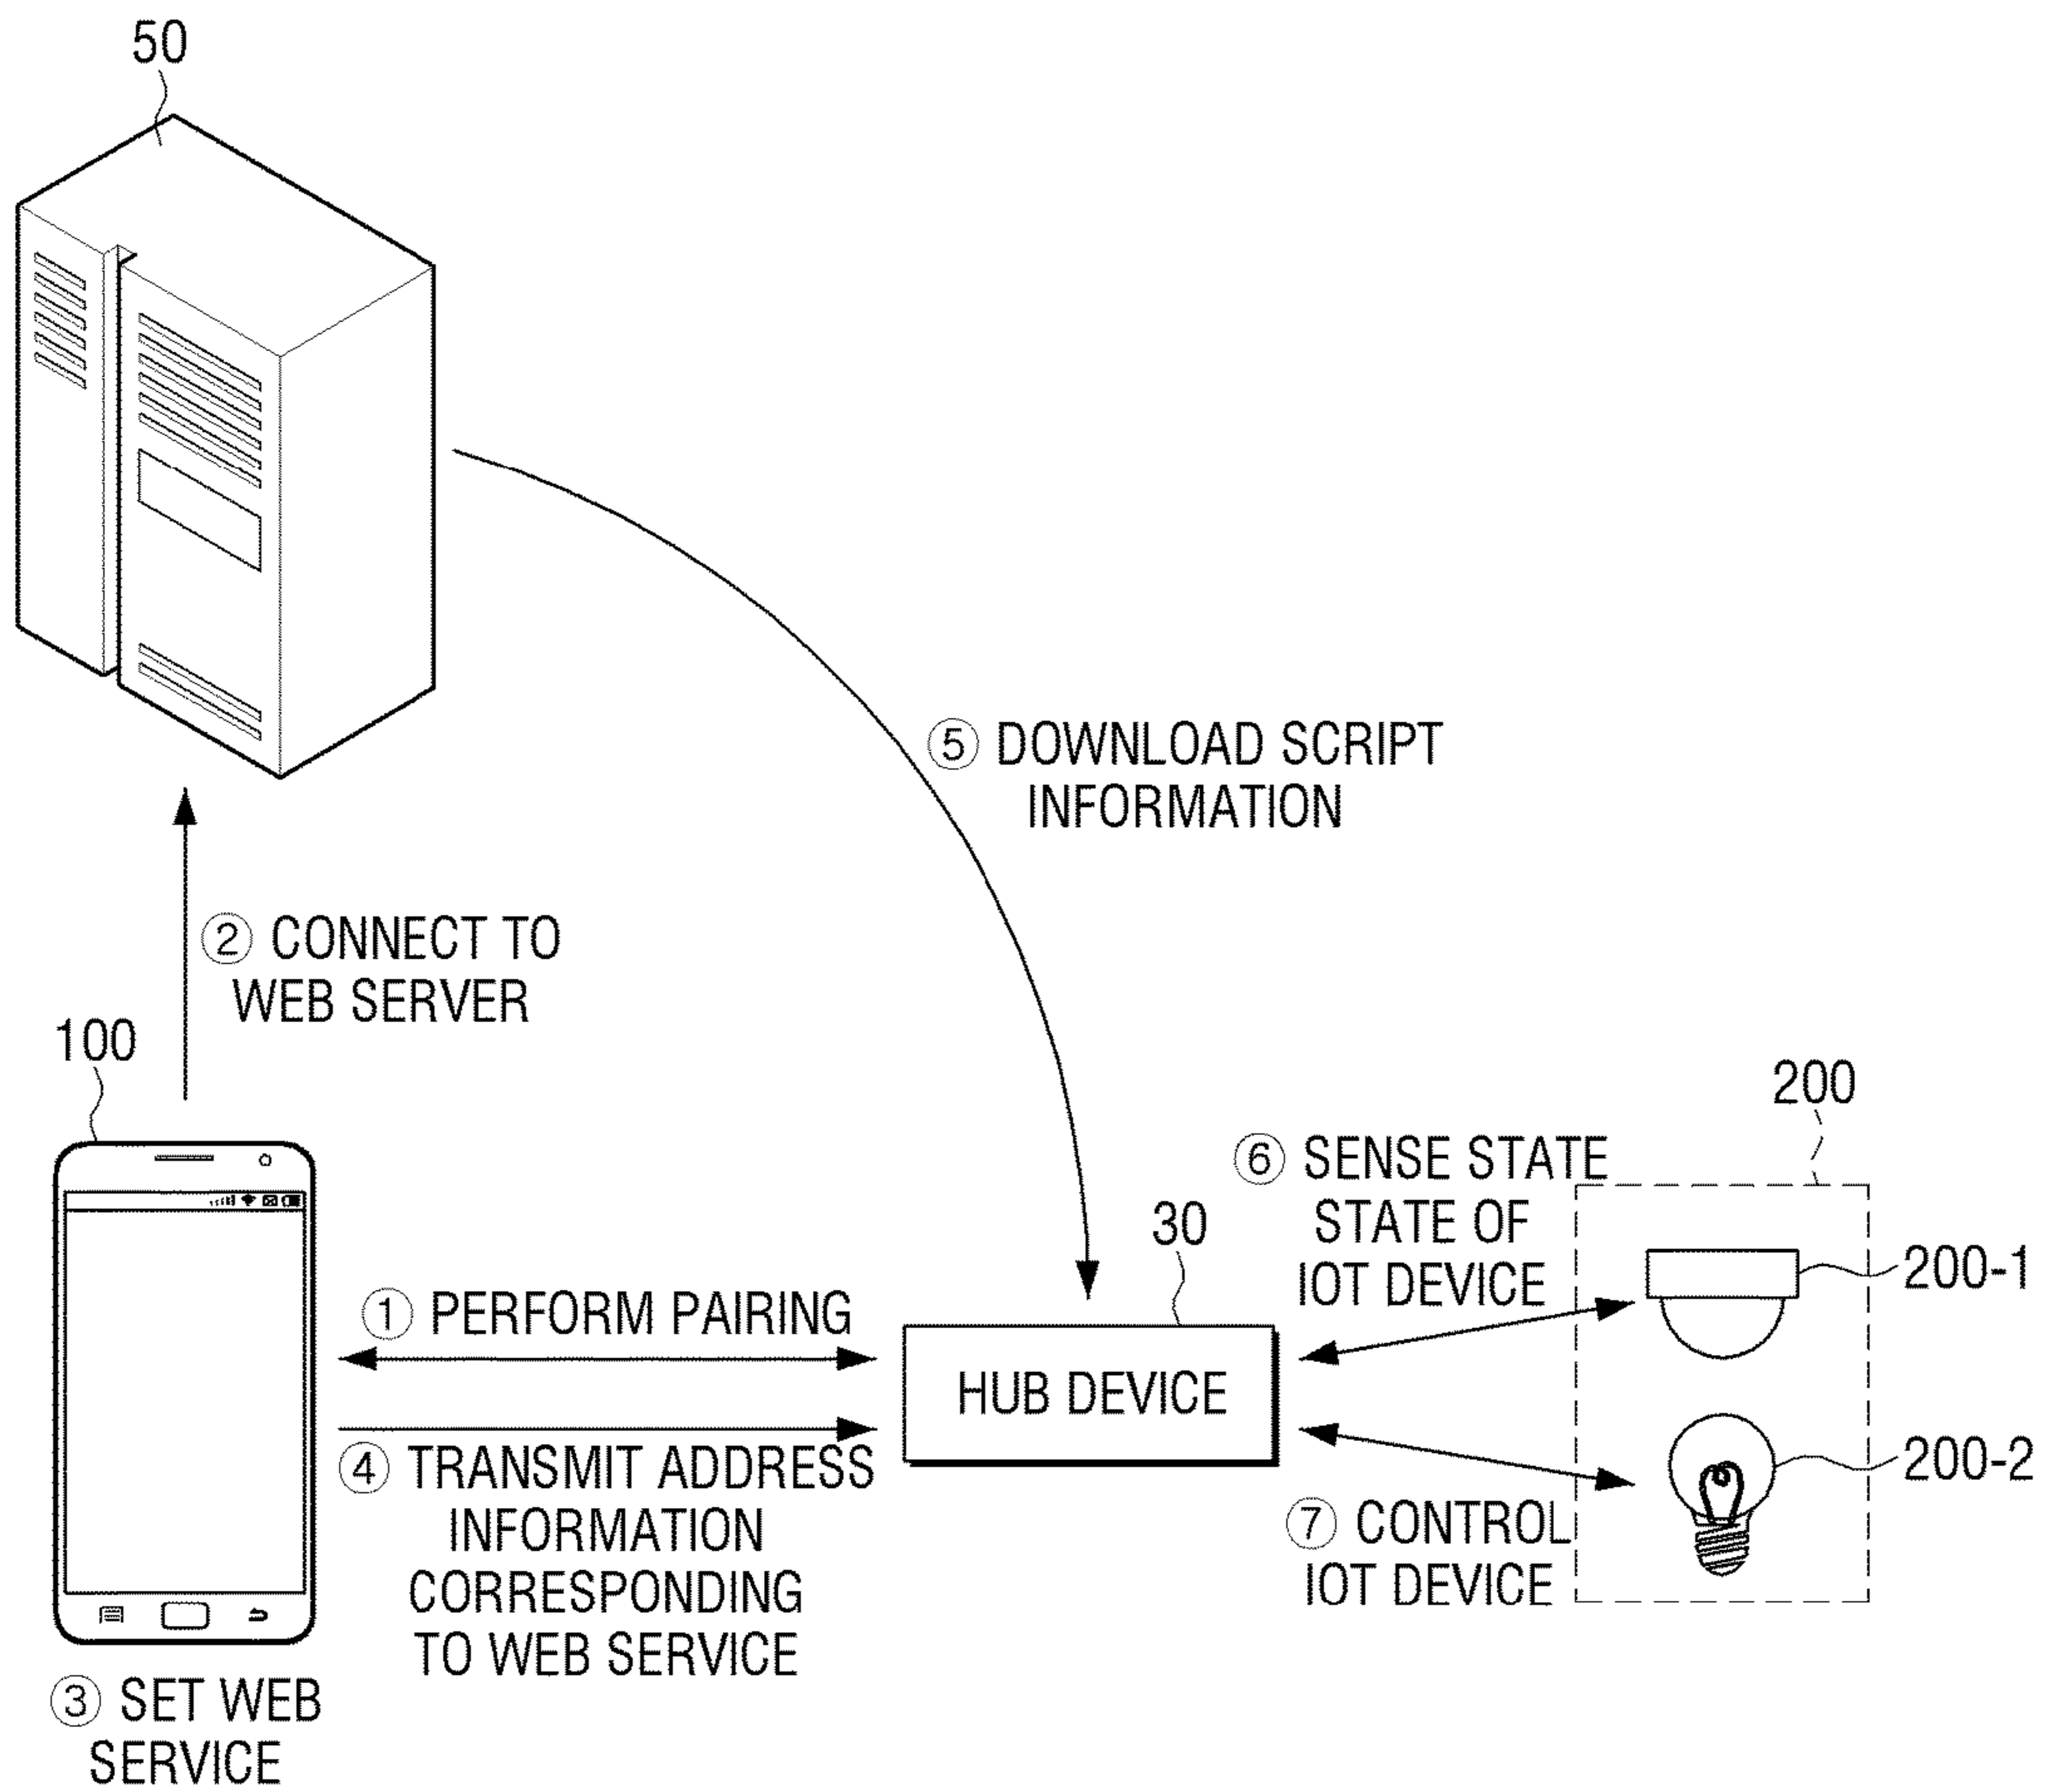 50
⑤ DOWNLOAD SCRIPT
INFORMATION
② CONNECT TO
WEB SERVER
100
200
⑥ SENSE STATE
STATE OF
IOT DEVICE
30
200-1
① PERFORM PAIRING
HUB DEVICE
④ TRANSMIT ADDRESS
INFORMATION
CORRESPONDING
TO WEB SERVICE
200-2
⑦ CONTROL
IOT DEVICE
③ SET WEB
SERVICE